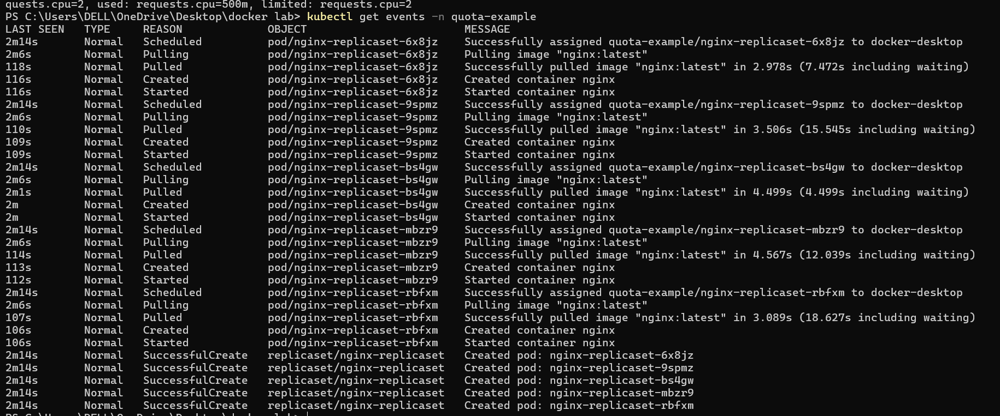 quests.cpu=2, used: requests.cpu=500m, limited: requests.cpu=2
PS C:\Users\DELL\OneDrive\Desktop\docker lab> kubectl get events -n quota-example
LAST SEEN   TYPE     REASON             OBJECT                        MESSAGE
2m14s       Normal   Scheduled          pod/nginx-replicaset-6x8jz    Successfully assigned quota-example/nginx-replicaset-6x8jz to docker-desktop
2m6s        Normal   Pulling            pod/nginx-replicaset-6x8jz    Pulling image "nginx:latest"
118s        Normal   Pulled             pod/nginx-replicaset-6x8jz    Successfully pulled image "nginx:latest" in 2.978s (7.472s including waiting)
116s        Normal   Created            pod/nginx-replicaset-6x8jz    Created container nginx
116s        Normal   Started            pod/nginx-replicaset-6x8jz    Started container nginx
2m14s       Normal   Scheduled          pod/nginx-replicaset-9spmz    Successfully assigned quota-example/nginx-replicaset-9spmz to docker-desktop
2m6s        Normal   Pulling            pod/nginx-replicaset-9spmz    Pulling image "nginx:latest"
110s        Normal   Pulled             pod/nginx-replicaset-9spmz    Successfully pulled image "nginx:latest" in 3.506s (15.545s including waiting)
109s        Normal   Created            pod/nginx-replicaset-9spmz    Created container nginx
109s        Normal   Started            pod/nginx-replicaset-9spmz    Started container nginx
2m14s       Normal   Scheduled          pod/nginx-replicaset-bs4gw    Successfully assigned quota-example/nginx-replicaset-bs4gw to docker-desktop
2m6s        Normal   Pulling            pod/nginx-replicaset-bs4gw    Pulling image "nginx:latest"
2m1s        Normal   Pulled             pod/nginx-replicaset-bs4gw    Successfully pulled image "nginx:latest" in 4.499s (4.499s including waiting)
2m          Normal   Created            pod/nginx-replicaset-bs4gw    Created container nginx
2m          Normal   Started            pod/nginx-replicaset-bs4gw    Started container nginx
2m14s       Normal   Scheduled          pod/nginx-replicaset-mbzr9    Successfully assigned quota-example/nginx-replicaset-mbzr9 to docker-desktop
2m6s        Normal   Pulling            pod/nginx-replicaset-mbzr9    Pulling image "nginx:latest"
114s        Normal   Pulled             pod/nginx-replicaset-mbzr9    Successfully pulled image "nginx:latest" in 4.567s (12.039s including waiting)
113s        Normal   Created            pod/nginx-replicaset-mbzr9    Created container nginx
112s        Normal   Started            pod/nginx-replicaset-mbzr9    Started container nginx
2m14s       Normal   Scheduled          pod/nginx-replicaset-rbfxm    Successfully assigned quota-example/nginx-replicaset-rbfxm to docker-desktop
2m6s        Normal   Pulling            pod/nginx-replicaset-rbfxm    Pulling image "nginx:latest"
107s        Normal   Pulled             pod/nginx-replicaset-rbfxm    Successfully pulled image "nginx:latest" in 3.089s (18.627s including waiting)
106s        Normal   Created            pod/nginx-replicaset-rbfxm    Created container nginx
106s        Normal   Started            pod/nginx-replicaset-rbfxm    Started container nginx
2m14s       Normal   SuccessfulCreate   replicaset/nginx-replicaset   Created pod: nginx-replicaset-6x8jz
2m14s       Normal   SuccessfulCreate   replicaset/nginx-replicaset   Created pod: nginx-replicaset-9spmz
2m14s       Normal   SuccessfulCreate   replicaset/nginx-replicaset   Created pod: nginx-replicaset-bs4gw
2m14s       Normal   SuccessfulCreate   replicaset/nginx-replicaset   Created pod: nginx-replicaset-mbzr9
2m14s       Normal   SuccessfulCreate   replicaset/nginx-replicaset   Created pod: nginx-replicaset-rbfxm